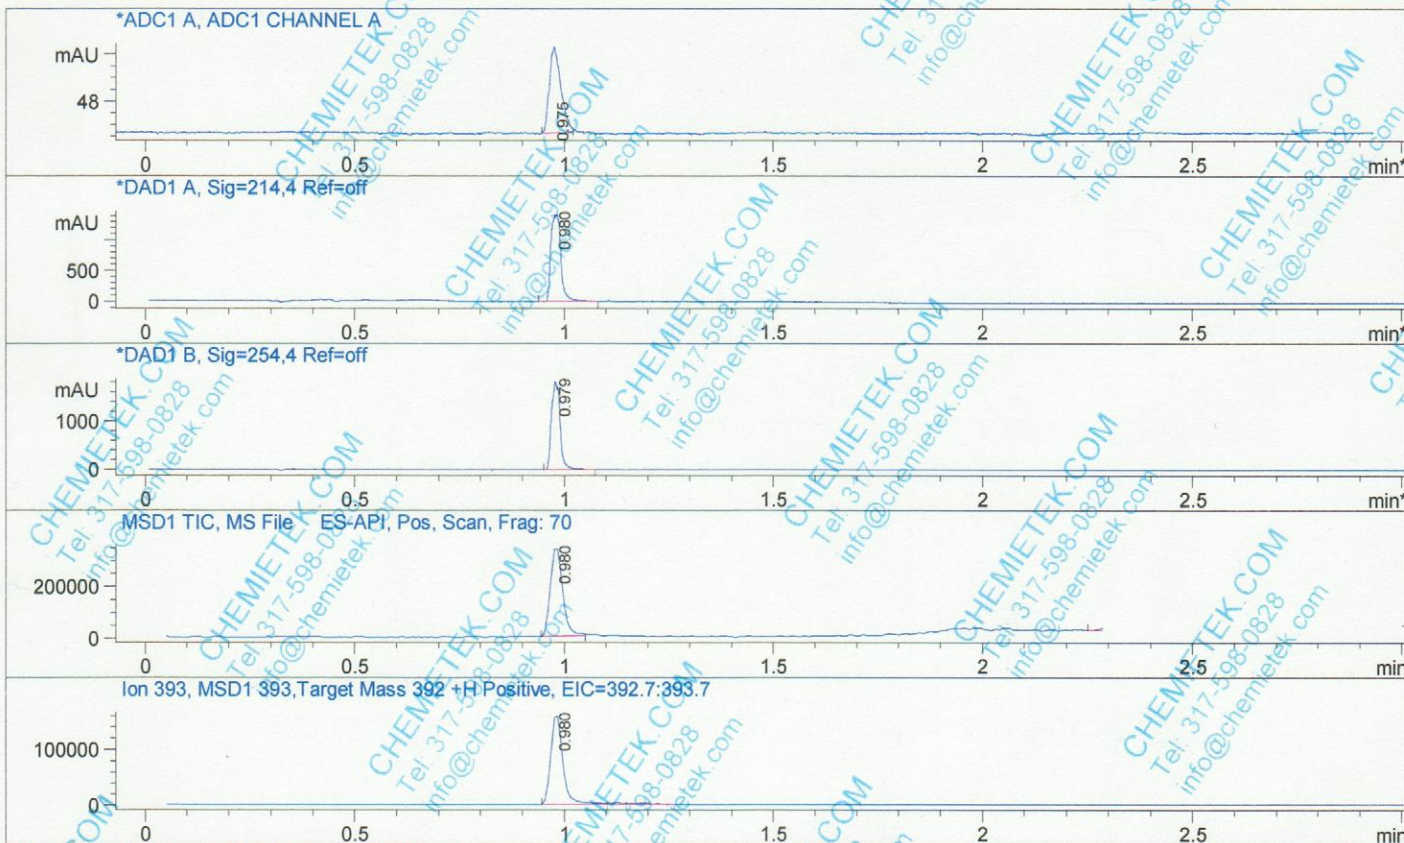 *ADC1 A, ADC1 CHANNEL A
mAU
48
0.975
0 0.5 1 1.5 2 2.5 min*
*DAD1 A, Sig=214,4 Ref=off
mAU
500
0
0.980
0 0.5 1 1.5 2 2.5 min*
*DAD1 B, Sig=254,4 Ref=off
mAU
1000
0
0.979
0 0.5 1 1.5 2 2.5 min*
MSD1 TIC, MS File ES-API, Pos, Scan, Frag: 70
200000
0
0.980
0 0.5 1 1.5 2 2.5 min
Ion 393, MSD1 393,Target Mass 392 +H Positive, EIC=392.7:393.7
100000
0
0.980
0 0.5 1 1.5 2 2.5 min
CHEMIETEK.COM
Tel: 317-598-0828
info@chemietek.com